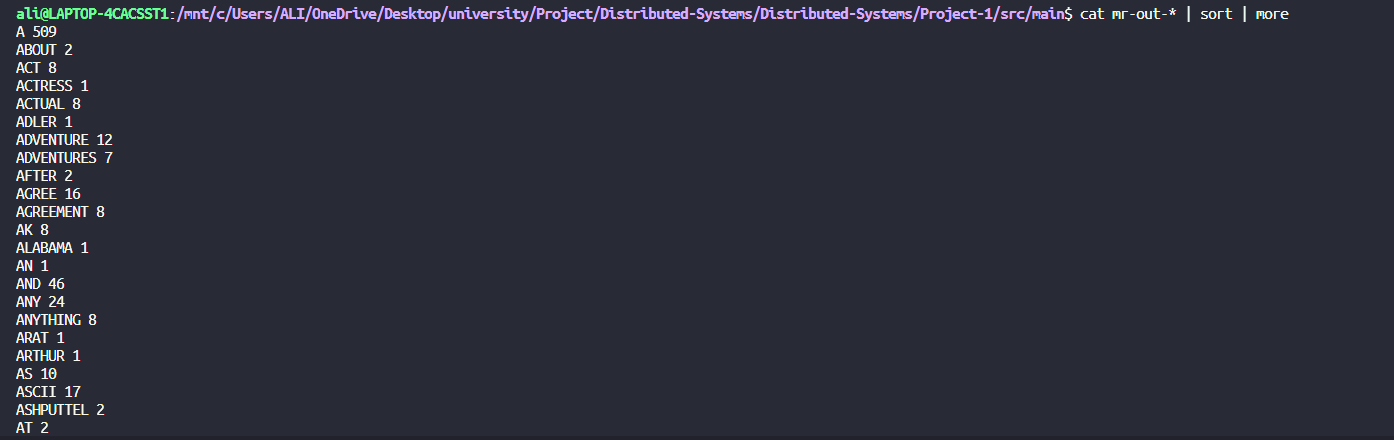 ali@LAPTOP-4CACSST1:/mnt/c/Users/ALI/OneDrive/Desktop/university/Project/Distributed-Systems/Distributed-Systems/Project-1/src/main$ cat mr-out-* | sort | more
A 509
ABOUT 2
ACT 8
ACTRESS 1
ACTUAL 8
ADLER 1
ADVENTURE 12
ADVENTURES 7
AFTER 2
AGREE 16
AGREEMENT 8
AK 8
ALABAMA 1
AN 1
AND 46
ANY 24
ANYTHING 8
ARAT 1
ARTHUR 1
AS 10
ASCII 17
ASHPUTTEL 2
AT 2